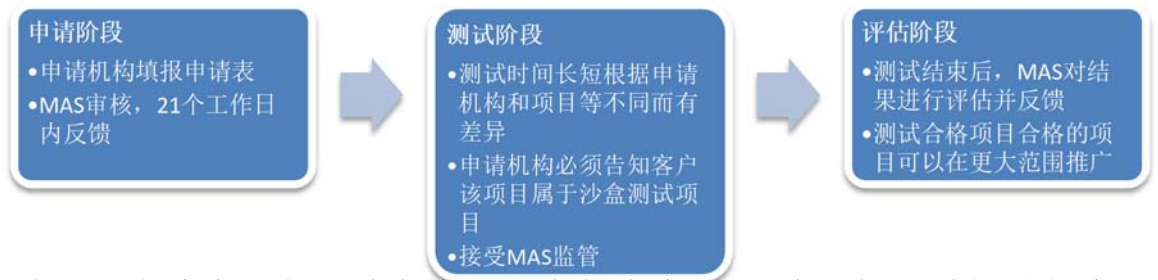 申请阶段
•申请机构填报申请表
•MAS审核，21个工作日
内反馈
测试阶段
•测试时间长短根据申请
机构和项目等不同而有
差异
•申请机构必须告知客户
该项目属于沙盒测试项
目
•接受MAS监管
评估阶段
•测试结束后，MAS对结
果进行评估并反馈
•测试合格项目合格的项
目可以在更大范围推广